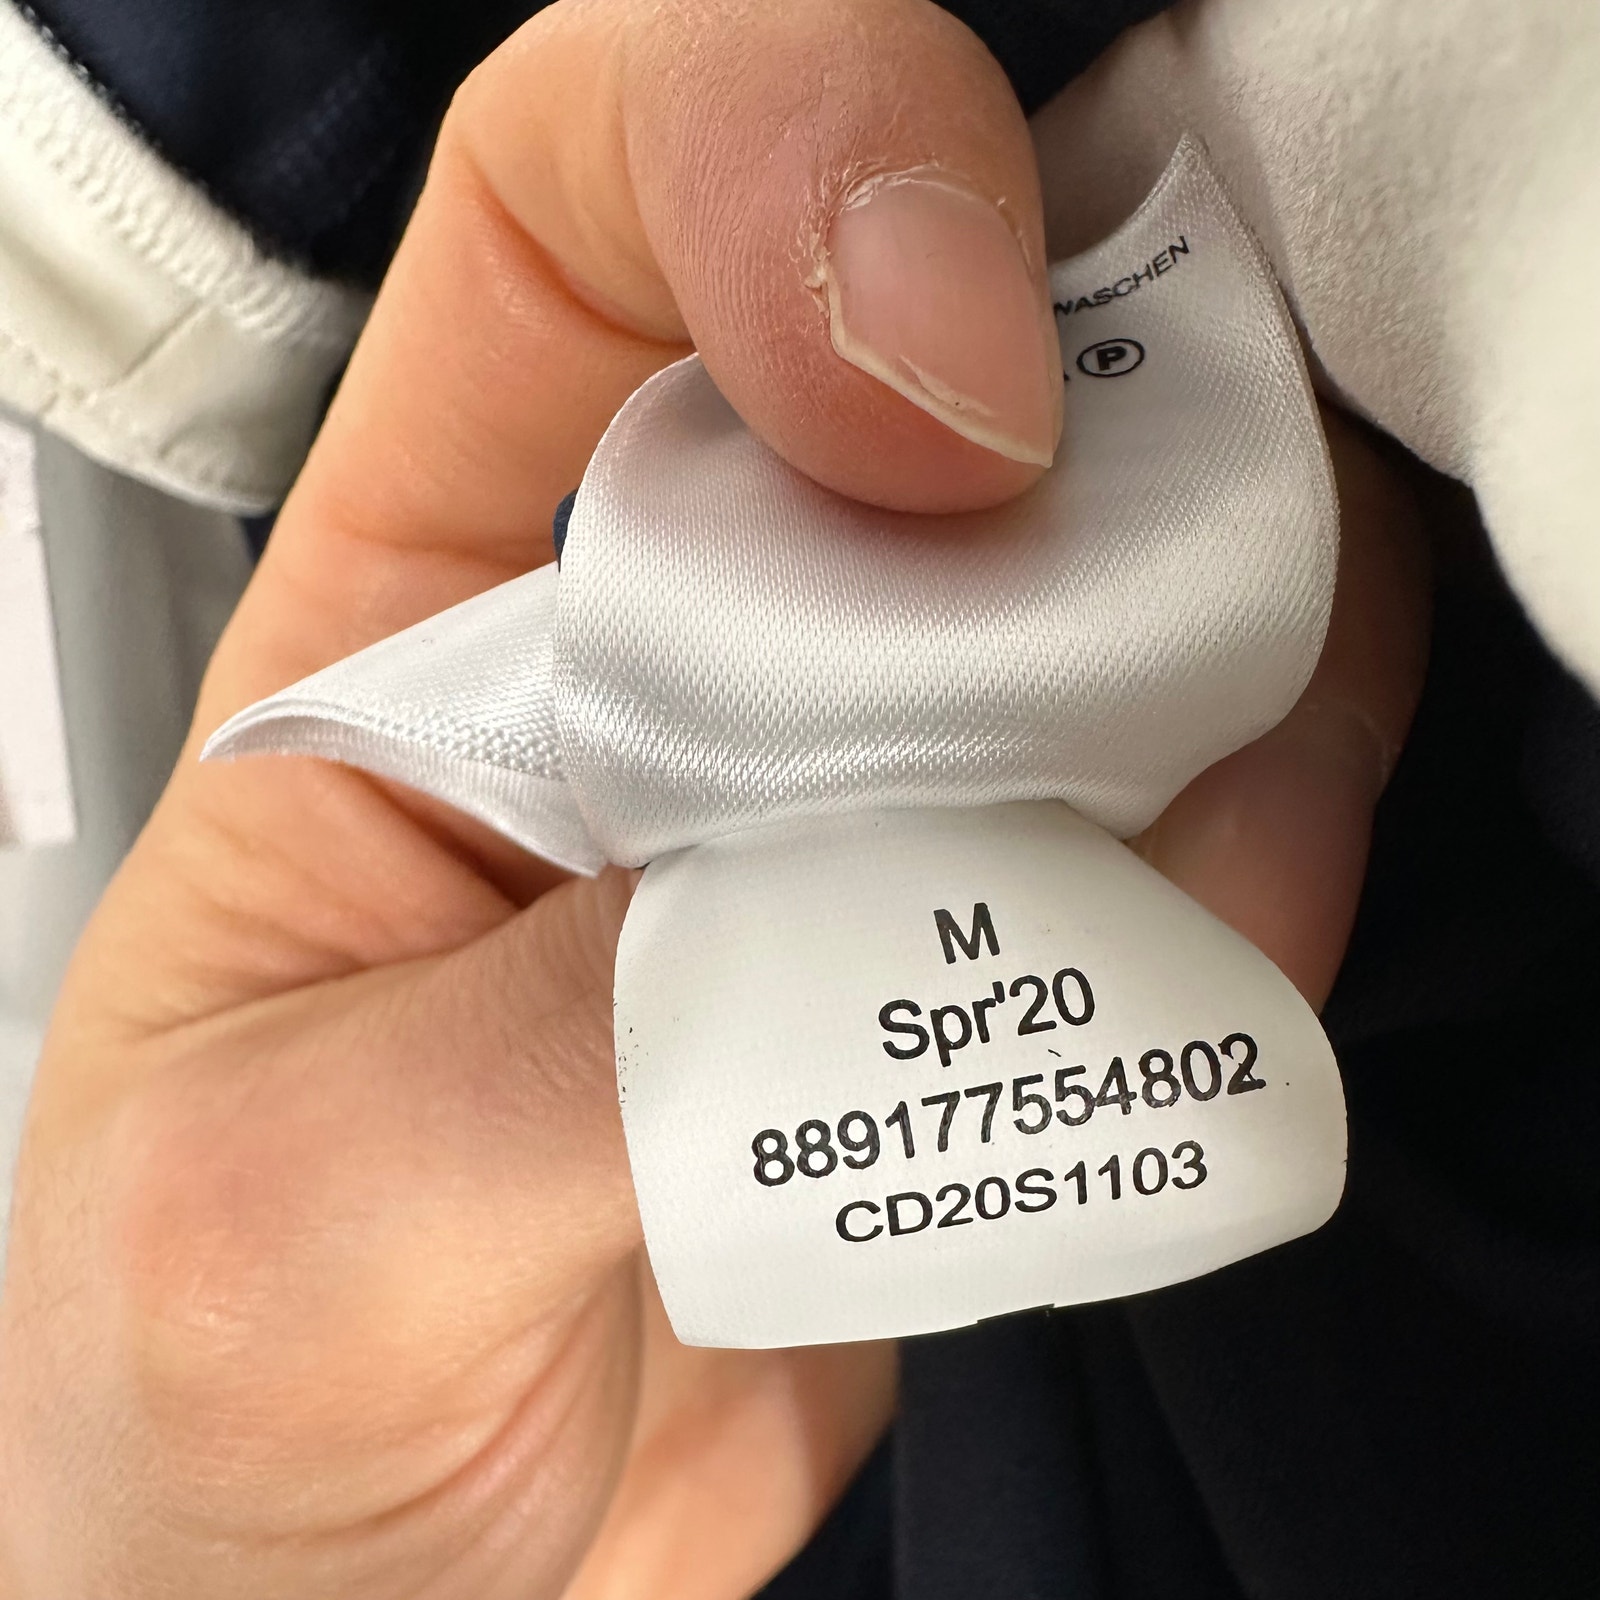 WASCHEN
P
M
Spr'20
889177554802
CD20S1103